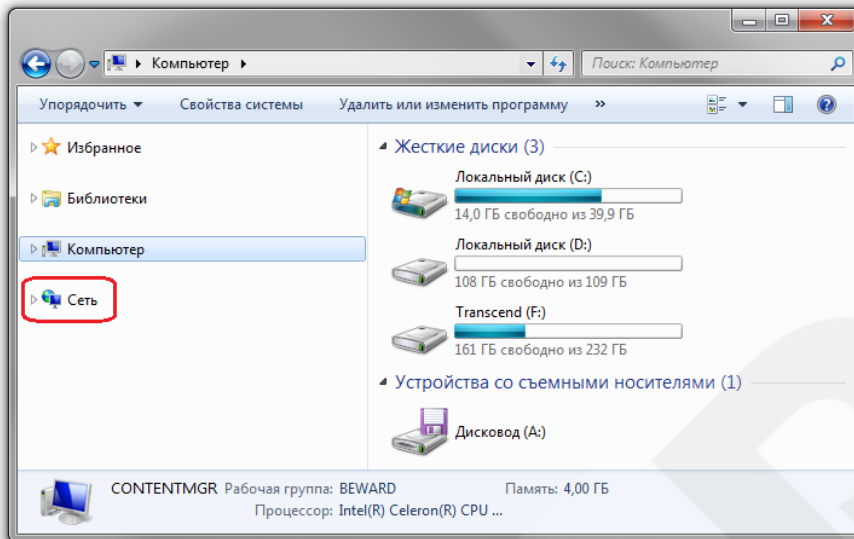 Компьютер
Поиск: Компьютер
Упорядочить Свойства системы Удалить или изменить программу »
Избранное
Библиотеки
Компьютер
Сеть
Жесткие диски (3)
Локальный диск (C:)
14,0 ГБ свободно из 39,9 ГБ
Локальный диск (D:)
108 ГБ свободно из 109 ГБ
Transcend (F:)
161 ГБ свободно из 232 ГБ
Устройства со съемными носителями (1)
Дисковод (A:)
CONTENTMGR Рабочая группа: BEWARD Память: 4,00 ГБ
Процессор: Intel(R) Celeron(R) CPU ...